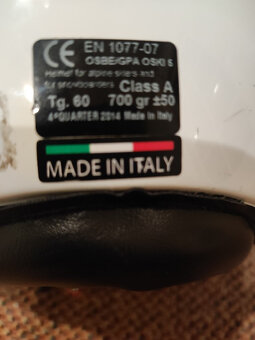 CE EN 1077-07
OSBE/GPA OSKI S
Helmet for alpine skiers and
for snowboarders Class A
Tg. 60 700 gr ±50
4°QUARTER 2014 Made in Italy
MADE IN ITALY